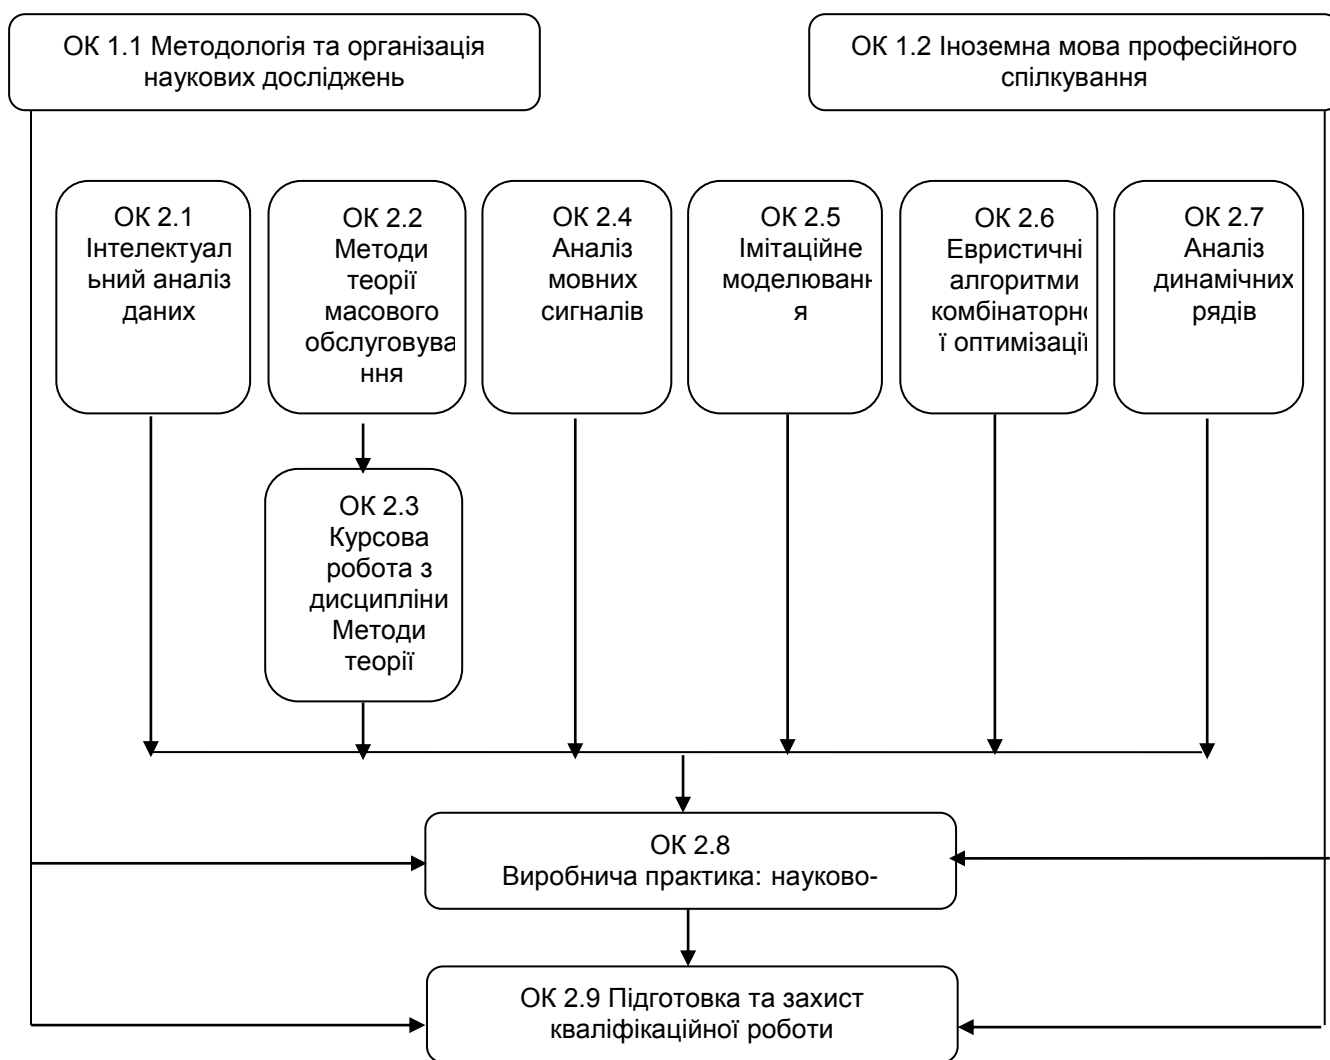 ОК 1.1 Методологія та організація
наукових досліджень
ОК 1.2 Іноземна мова професійного
спілкування
ОК 2.1
Інтелектуал
ьний аналіз
даних
ОК 2.2
Методи
теорії
масового
обслуговува
ння
ОК 2.4
Аналіз
мовних
сигналів
ОК 2.5
Імітаційне
моделюванн
я
ОК 2.6
Евристичні
алгоритми
комбінаторно
ї оптимізації
ОК 2.7
Аналіз
динамічних
рядів
ОК 2.3
Курсова
робота з
дисципліни
Методи
теорії
ОК 2.8
Виробнича практика: науково-
ОК 2.9 Підготовка та захист
кваліфікаційної роботи